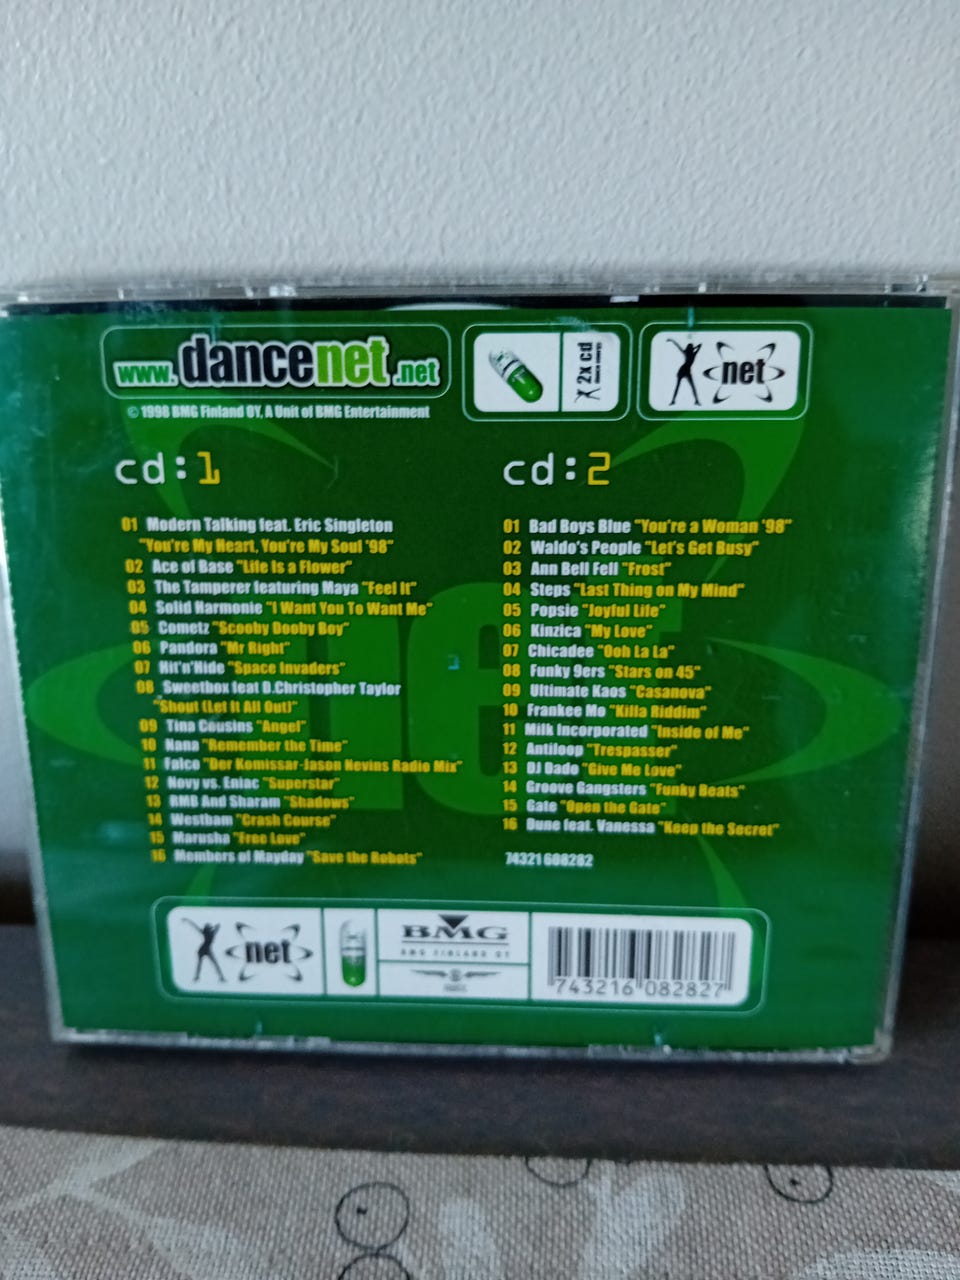 www.dancenet.net
© 1998 BMG Finland OY, A Unit of BMG Entertainment
2x cd
net
cd:1
01 Modern Talking feat. Eric Singleton
"You're My Heart, You're My Soul '98"
02 Ace of Base "Life Is a Flower"
03 The Tamperer featuring Maya "Feel It"
04 Solid Harmonie "I Want You To Want Me"
05 Cometz "Scooby Dooby Boy"
06 Pandora "Mr Right"
07 Hit'n'Hide "Space Invaders"
08 Sweetbox feat D.Christopher Taylor
"Shout (Let It All Out)"
09 Tina Cousins "Angel"
10 Nana "Remember the Time"
11 Falco "Der Komissar-Jason Nevins Radio Mix"
12 Novy vs. Eniac "Superstar"
13 RMB And Sharam "Shadows"
14 Westbam "Crash Course"
15 Marusha "Free Love"
16 Members of Mayday "Save the Robots"
cd:2
01 Bad Boys Blue "You're a Woman '98"
02 Waldo's People "Let's Get Busy"
03 Ann Bell Fell "Frost"
04 Steps "Last Thing on My Mind"
05 Popsie "Joyful Life"
06 Kinzica "My Love"
07 Chicadee "Ooh La La"
08 Funky 9ers "Stars on 45"
09 Ultimate Kaos "Casanova"
10 Frankee Mo "Killa Riddim"
11 Milk Incorporated "Inside of Me"
12 Antiloop "Trespasser"
13 DJ Dado "Give Me Love"
14 Groove Gangsters "Funky Beats"
15 Gate "Open the Gate"
16 Dune feat. Vanessa "Keep the Secret"
74321 608282
net
net
BMG
BMG FINLAND OY
743216 082827